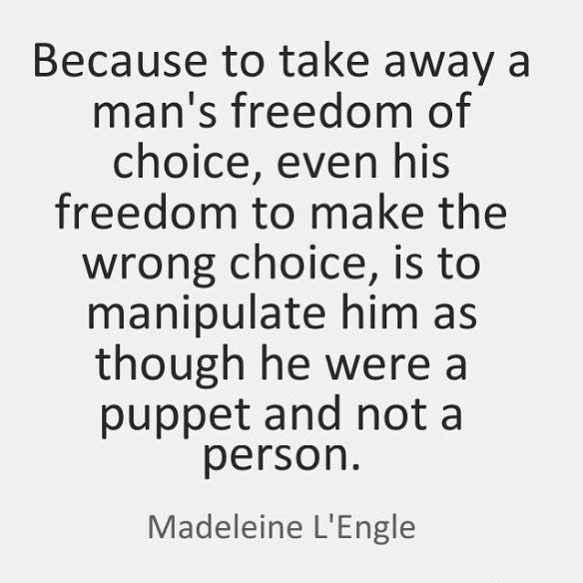 Because to take away a
man's freedom of
choice, even his
freedom to make the
wrong choice, is to
manipulate him as
though he were a
puppet and not a
person.
Madeleine L'Engle